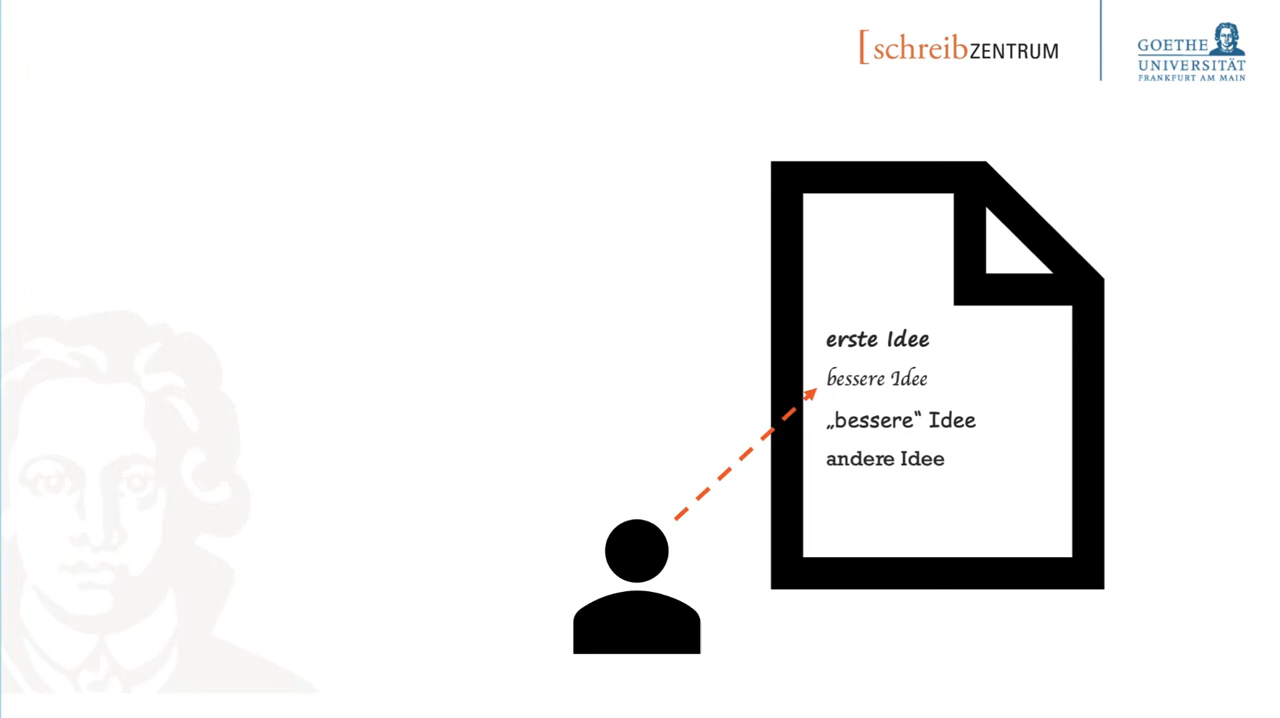 [schreibZENTRUM
GOETHE
UNIVERSITÄT
FRANKFURT AM MAIN
erste Idee
bessere Idee
„bessere“ Idee
andere Idee